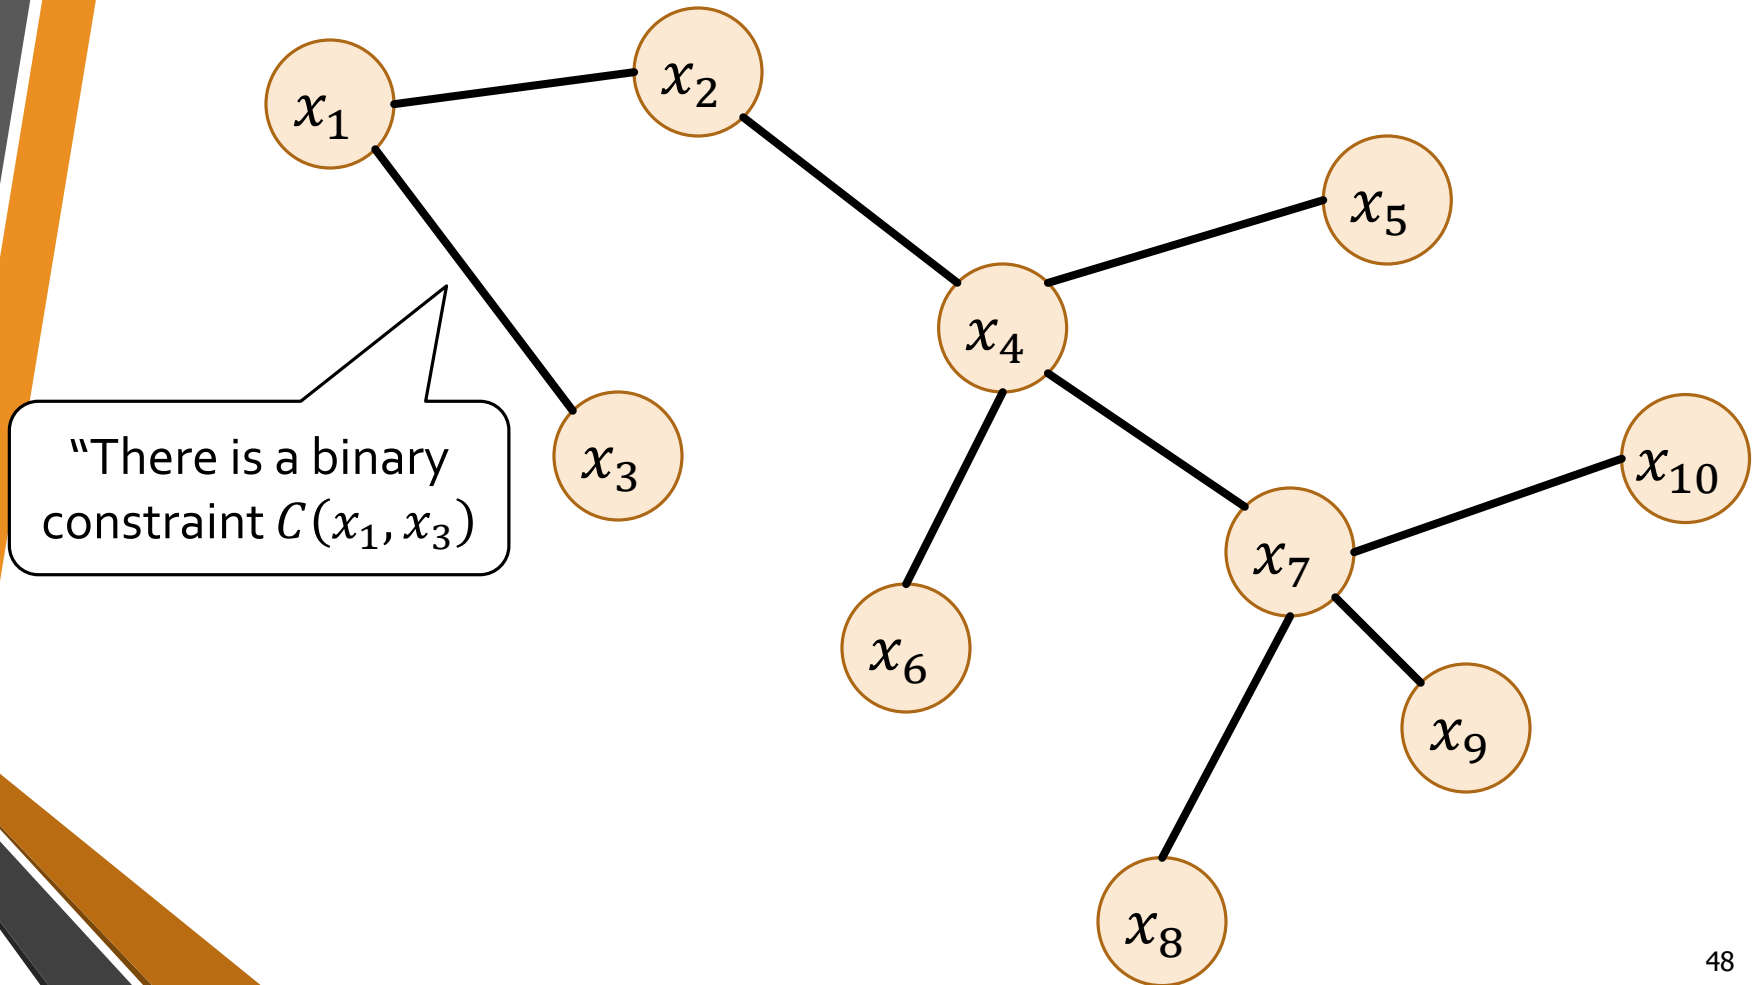 x₁
x₂
x₅
x₄
"There is a binary
constraint C(x₁, x₃)
x₃
x₁₀
x₇
x₆
x₉
x₈
48